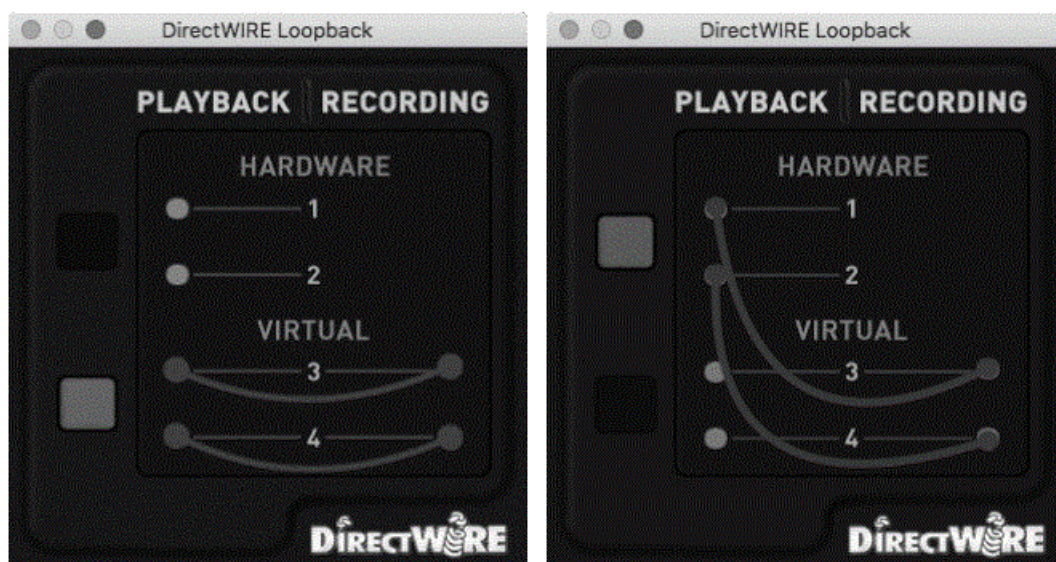 DirectWIRE Loopback
PLAYBACK RECORDING
HARDWARE
1
2
VIRTUAL
3
4
DIRECTWIRE
DirectWIRE Loopback
PLAYBACK RECORDING
HARDWARE
1
2
VIRTUAL
3
4
DIRECTWIRE